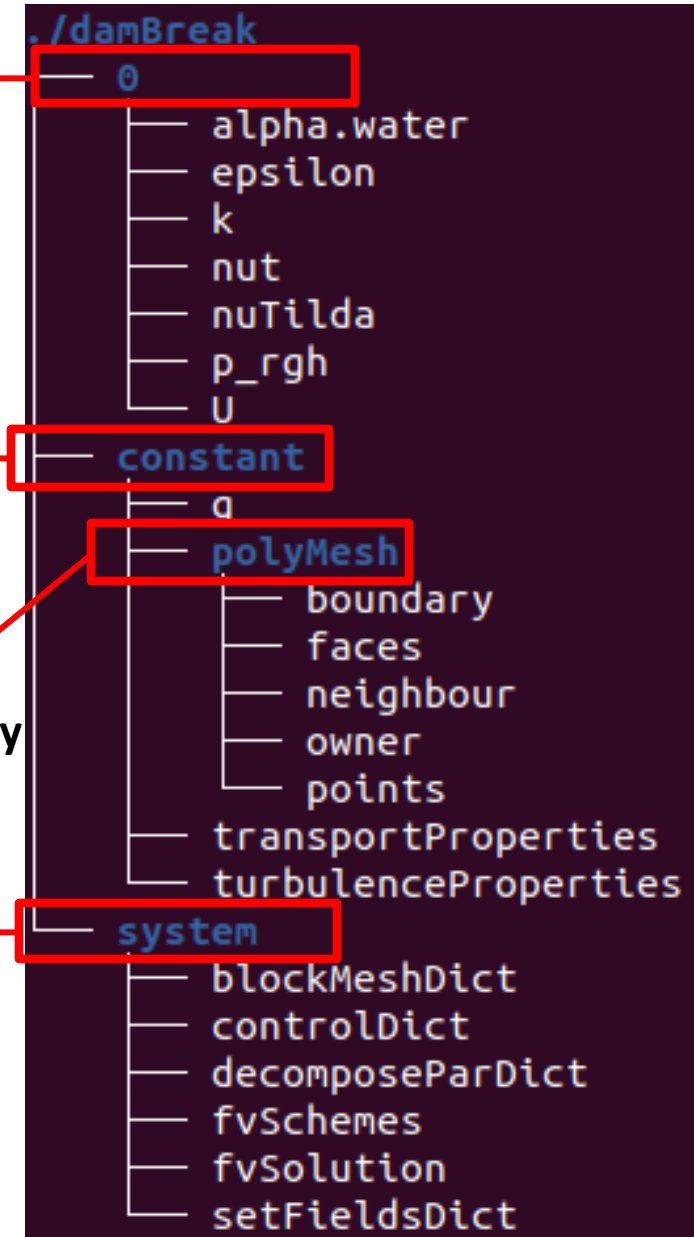 ./damBreak
0
alpha.water
epsilon
k
nut
nuTilda
p_rgh
U
constant
g
polyMesh
boundary
faces
neighbour
y
owner
points
transportProperties
turbulenceProperties
system
blockMeshDict
controlDict
decomposeParDict
fvSchemes
fvSolution
setFieldsDict